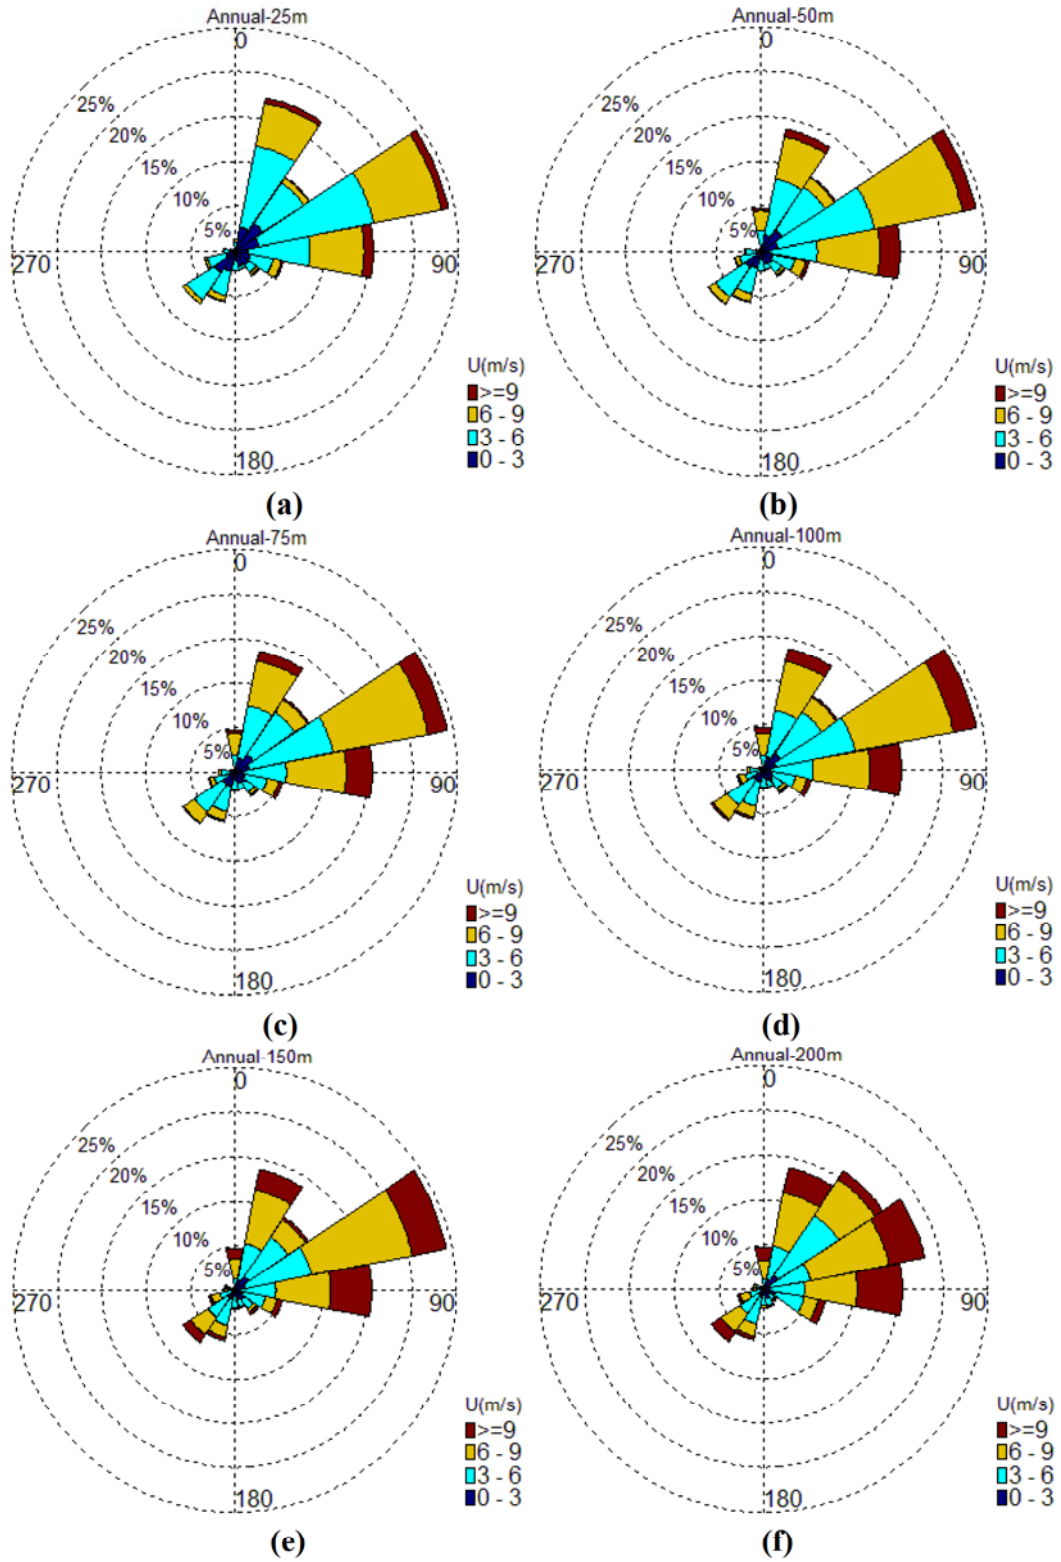 Annual-25m
0
25%
20%
15%
10%
5%
270
90
180
U(m/s)
>=9
6 - 9
3 - 6
0 - 3
(a)
Annual-50m
0
25%
20%
15%
10%
5%
270
90
180
U(m/s)
>=9
6 - 9
3 - 6
0 - 3
(b)
Annual-75m
0
25%
20%
15%
10%
5%
270
90
180
U(m/s)
>=9
6 - 9
3 - 6
0 - 3
(c)
Annual-100m
0
25%
20%
15%
10%
5%
270
90
180
U(m/s)
>=9
6 - 9
3 - 6
0 - 3
(d)
Annual-150m
0
25%
20%
15%
10%
5%
270
90
180
U(m/s)
>=9
6 - 9
3 - 6
0 - 3
(e)
Annual-200m
0
25%
20%
15%
10%
5%
270
90
180
U(m/s)
>=9
6 - 9
3 - 6
0 - 3
(f)